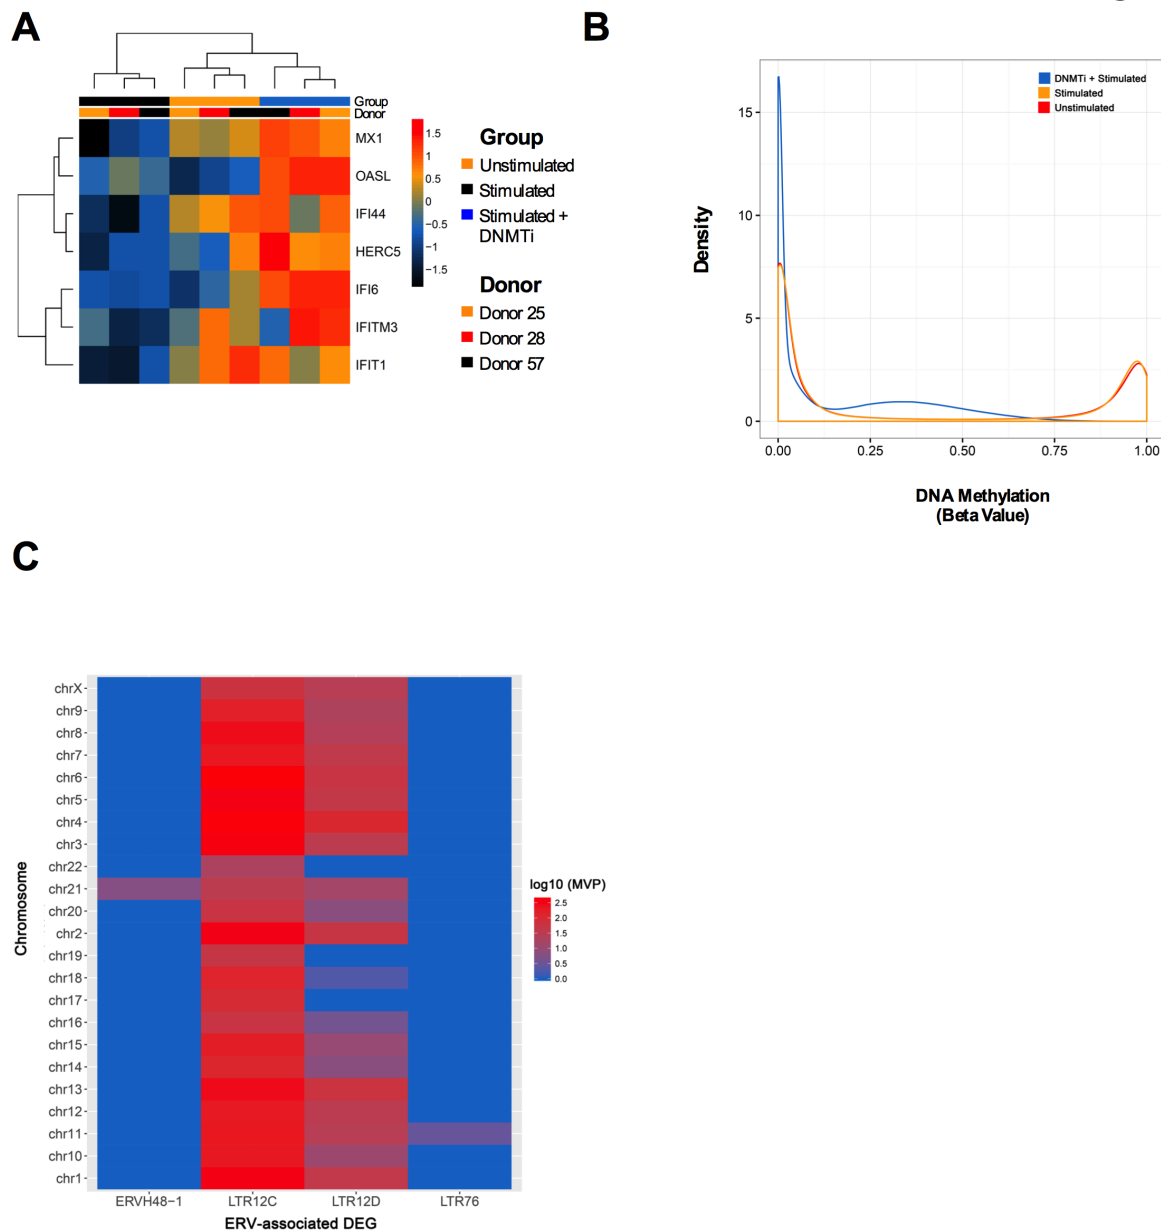 A
Group
Donor
MX1
OASL
IFI44
HERC5
IFI6
IFITM3
IFIT1
1.5
1
0.5
0
−0.5
−1
−1.5
Group
Unstimulated
Stimulated
Stimulated +
DNMTi
Donor
Donor 25
Donor 28
Donor 57
B
DNMTi + Stimulated
Stimulated
Unstimulated
15
10
5
0
Density
0.00 0.25 0.50 0.75 1.00
DNA Methylation
(Beta Value)
C
Chromosome
chrX
chr9
chr8
chr7
chr6
chr5
chr4
chr3
chr22
chr21
chr20
chr2
chr19
chr18
chr17
chr16
chr15
chr14
chr13
chr12
chr11
chr10
chr1
ERVH48−1 LTR12C LTR12D LTR76
ERV-associated DEG
log10 (MVP)
2.5
2.0
1.5
1.0
0.5
0.0